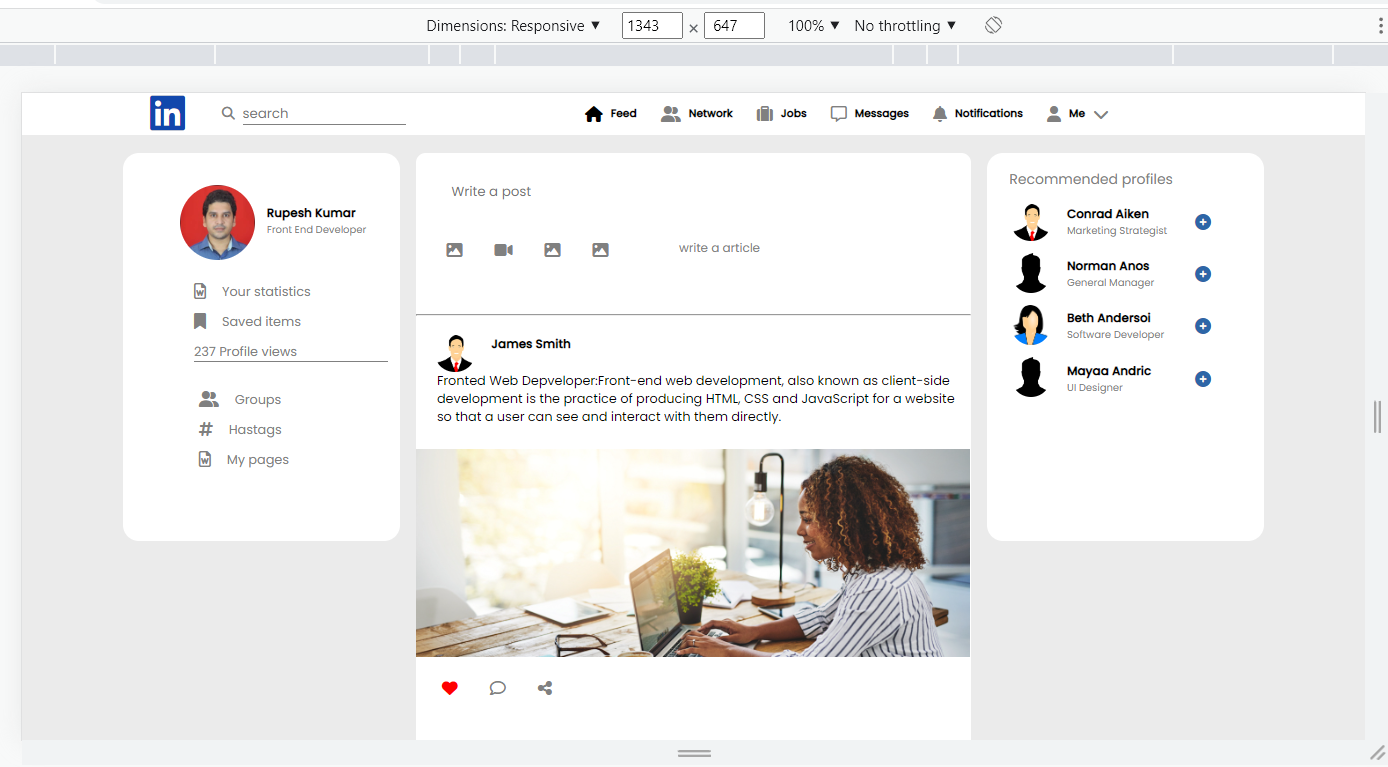 Dimensions: Responsive ▼ 1343 × 647 100% ▼ No throttling ▼
in search Feed Network Jobs Messages Notifications Me
Rupesh Kumar
Front End Developer
Your statistics
Saved items
237 Profile views
Groups
Hastags
My pages
Write a post
write a article
James Smith
Fronted Web Depveloper:Front-end web development, also known as client-side
development is the practice of producing HTML, CSS and JavaScript for a website
so that a user can see and interact with them directly.
Recommended profiles
Conrad Aiken
Marketing Strategist
Norman Anos
General Manager
Beth Andersoi
Software Developer
Mayaa Andric
UI Designer